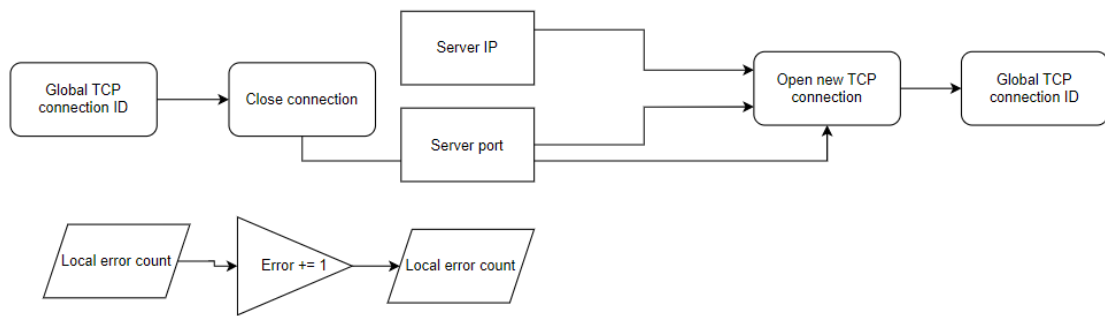 Server IP
Global TCP
connection ID
Close connection
Open new TCP
connection
Global TCP
connection ID
Server port
Local error count
Error += 1
Local error count